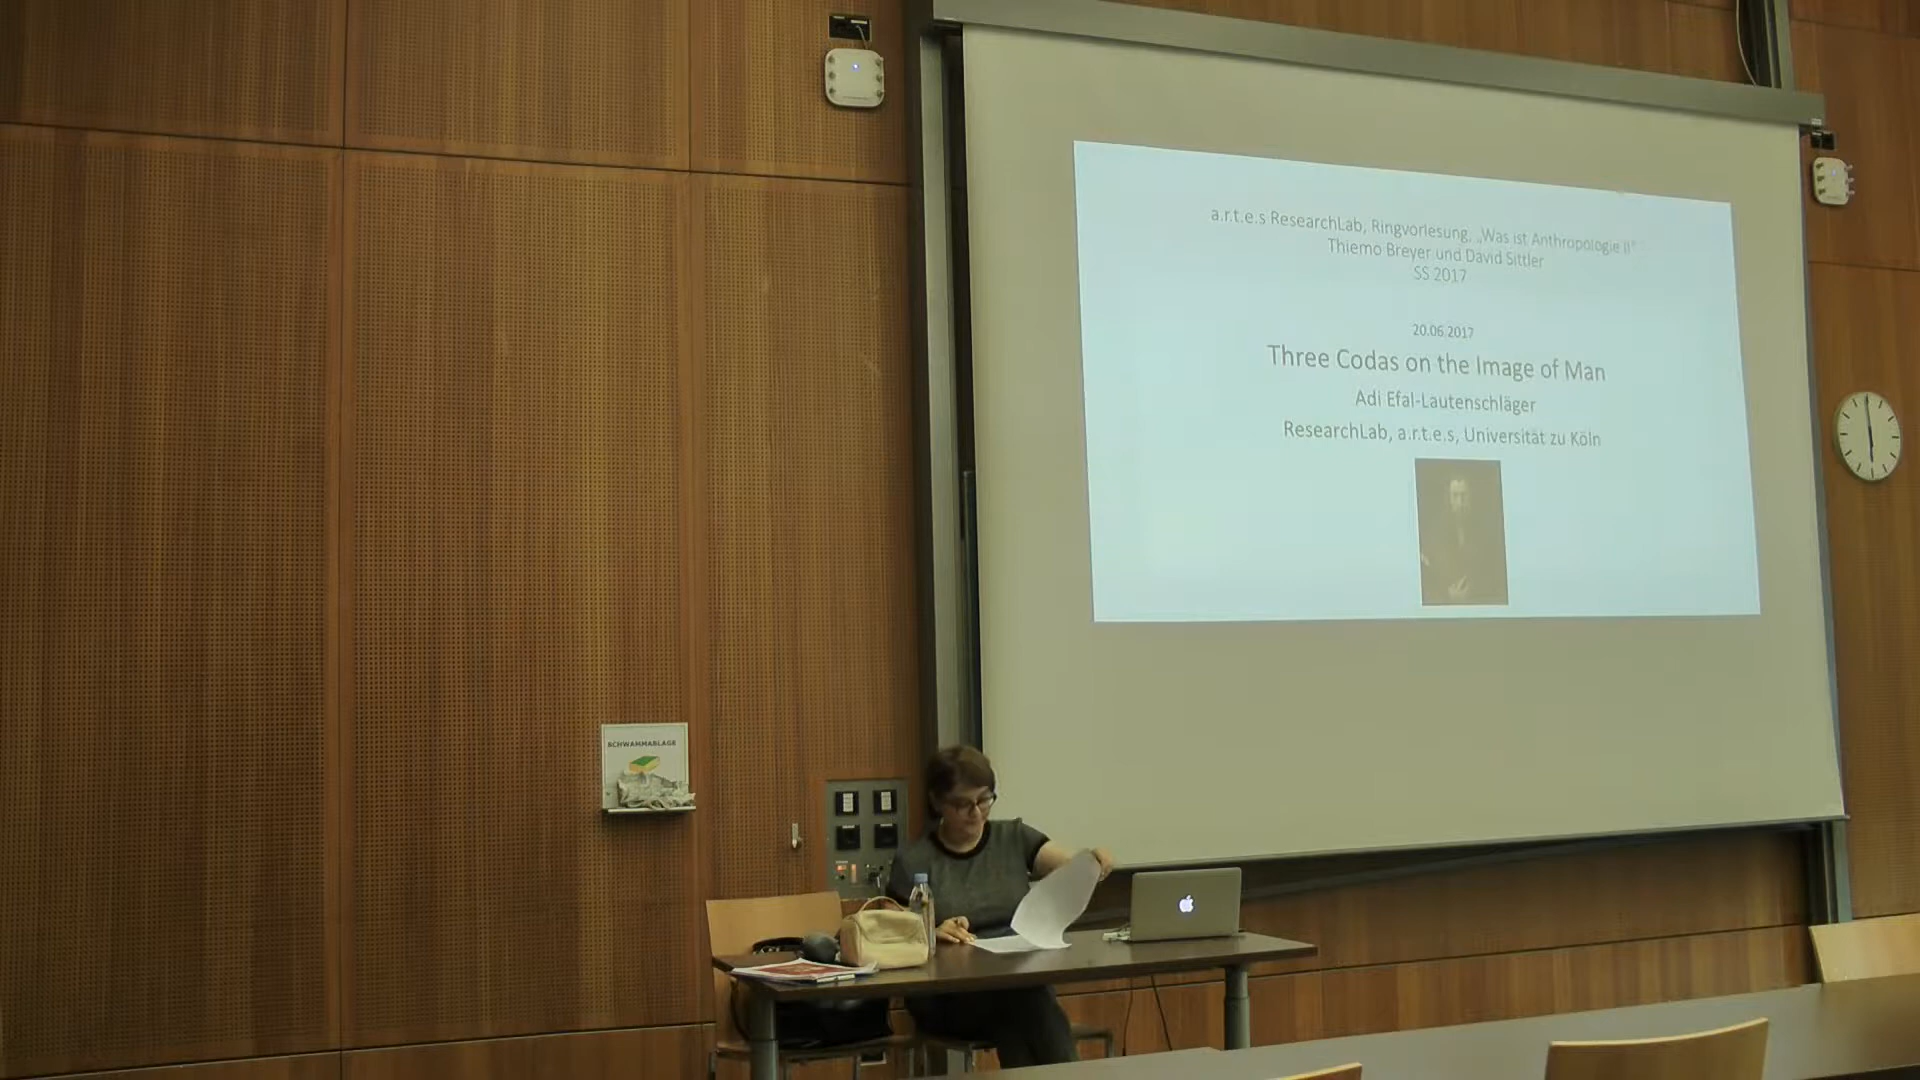 a.r.t.e.s ResearchLab, Ringvorlesung, „Was ist Anthropologie II“
Thiemo Breyer und David Sittler
SS 2017
20.06.2017
Three Codas on the Image of Man
Adi Efal-Lautenschläger
ResearchLab, a.r.t.e.s, Universität zu Köln
SCHWAMMABLAGE